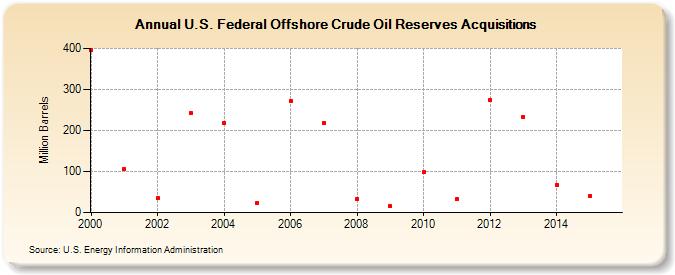 Annual U.S. Federal Offshore Crude Oil Reserves Acquisitions
Million Barrels
400
300
200
100
0
2000 2002 2004 2006 2008 2010 2012 2014
Source: U.S. Energy Information Administration